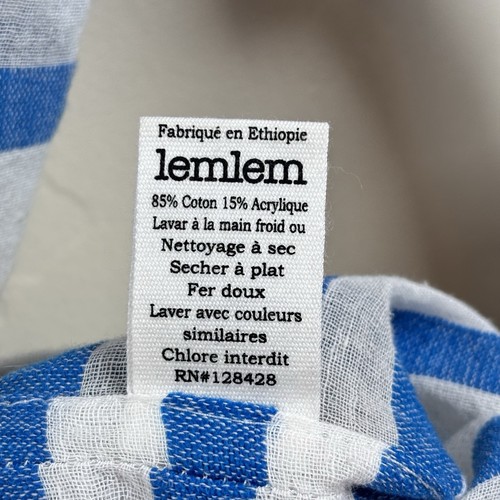 Fabriqué en Ethiopie
lemlem
85% Coton 15% Acrylique
Lavar à la main froid ou
Nettoyage à sec
Secher à plat
Fer doux
Laver avec couleurs
similaires
Chlore interdit
RN#128428